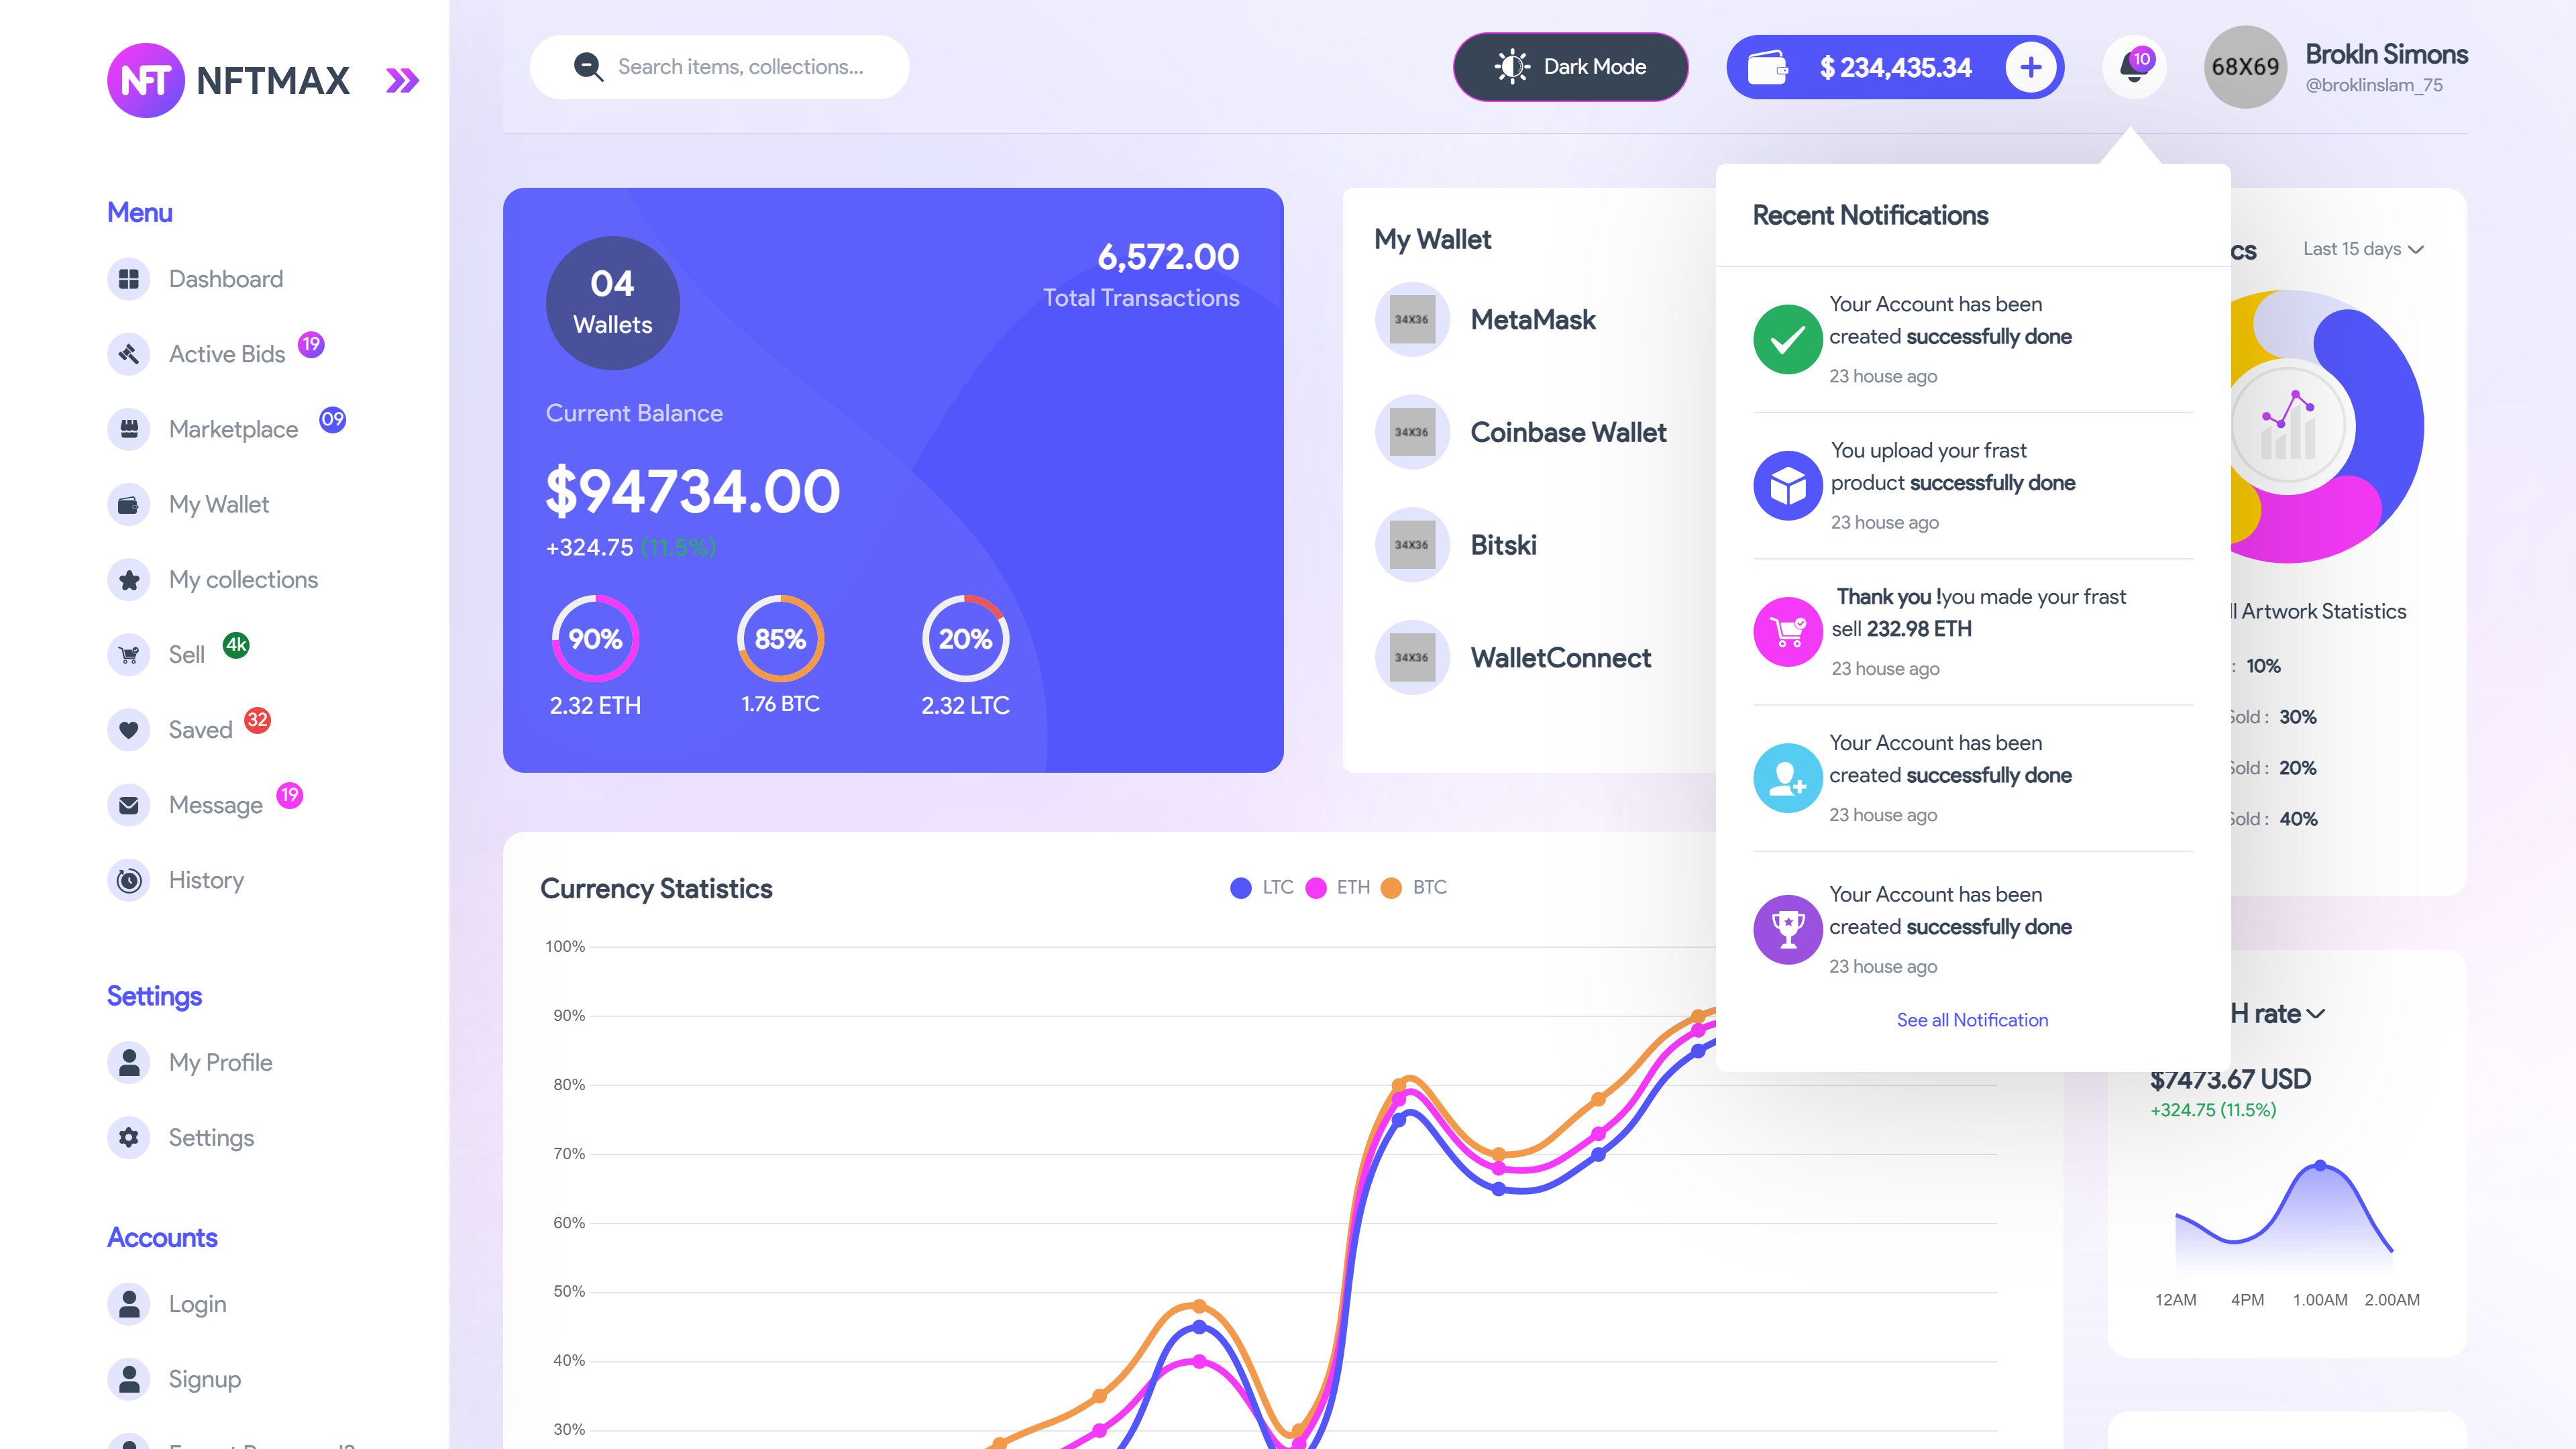 NFT NFTMAX
Menu
Dashboard
Active Bids 19
Marketplace 09
My Wallet
My collections
Sell 4k
Saved 32
Message 19
History
Settings
My Profile
Settings
Accounts
Login
Signup
Search items, collections...
Dark Mode
$ 234,435.34
10
68X69
Brokln Simons
@broklinslam_75
04
Wallets
6,572.00
Total Transactions
Current Balance
$94734.00
+324.75 (11.5%)
90%
85%
20%
2.32 ETH
1.76 BTC
2.32 LTC
My Wallet
34X36 MetaMask
34X36 Coinbase Wallet
34X36 Bitski
34X36 WalletConnect
Recent Notifications
Your Account has been
created successfully done
23 house ago
You upload your frast
product successfully done
23 house ago
Thank you !you made your frast
sell 232.98 ETH
23 house ago
Your Account has been
created successfully done
23 house ago
Your Account has been
created successfully done
23 house ago
See all Notification
cs
Last 15 days
ll Artwork Statistics
: 10%
Sold : 30%
Sold : 20%
Sold : 40%
Currency Statistics
LTC ETH BTC
100%
90%
80%
70%
60%
50%
40%
30%
H rate
$7473.67 USD
+324.75 (11.5%)
12AM 4PM 1.00AM 2.00AM